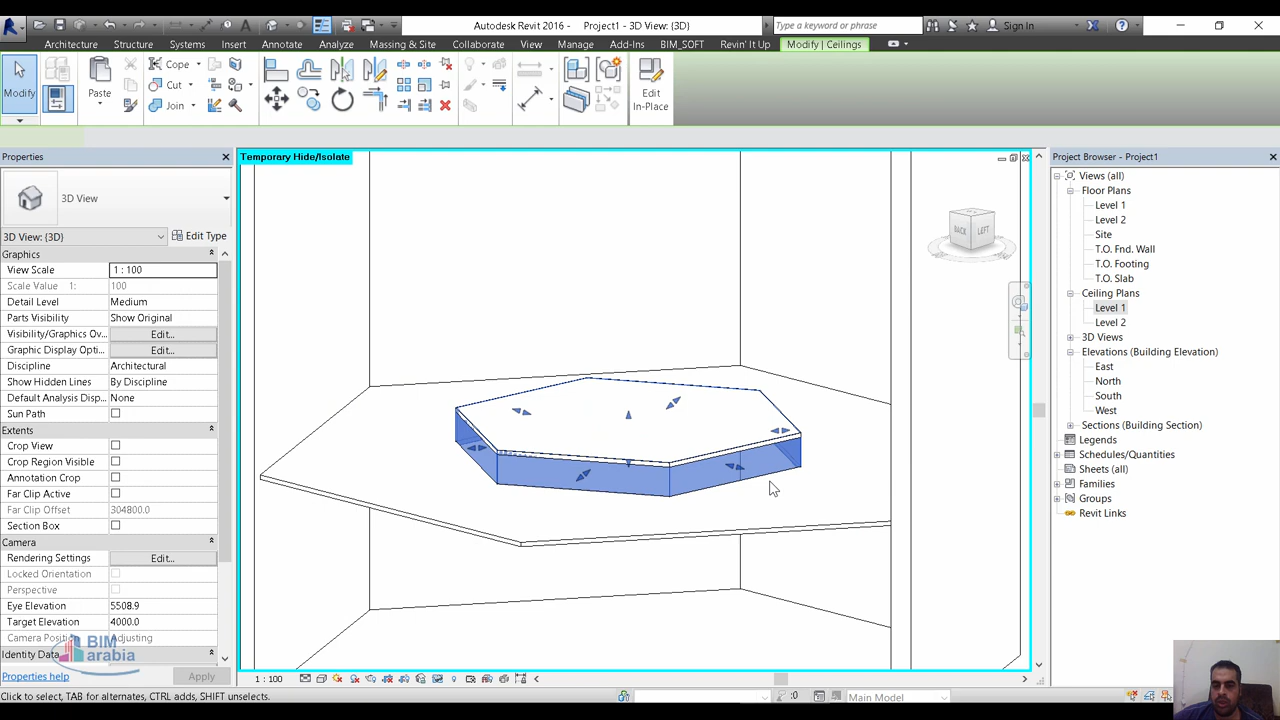 Autodesk Revit 2016 - Project1 - 3D View: {3D}
Type a keyword or phrase
Sign In
Architecture Structure Systems Insert Annotate Analyze Massing & Site Collaborate View Manage Add-Ins BIM_SOFT Revin' It Up Modify | Ceilings
Modify
Paste
Cope
Cut
Join
Edit
In-Place
Properties
3D View
3D View: {3D}
Edit Type
Graphics
View Scale 1 : 100
Scale Value 1: 100
Detail Level Medium
Parts Visibility Show Original
Visibility/Graphics Ov... Edit...
Graphic Display Opti... Edit...
Discipline Architectural
Show Hidden Lines By Discipline
Default Analysis Disp... None
Sun Path
Extents
Crop View
Crop Region Visible
Annotation Crop
Far Clip Active
Far Clip Offset 304800.0
Section Box
Camera
Rendering Settings Edit...
Locked Orientation
Perspective
Eye Elevation 5508.9
Target Elevation 4000.0
Camera Position Adjusting
Identity Data
BIM
arabia
Properties help
Apply
Temporary Hide/Isolate
BACK
LEFT
1 : 100
Project Browser - Project1
Views (all)
Floor Plans
Level 1
Level 2
Site
T.O. Fnd. Wall
T.O. Footing
T.O. Slab
Ceiling Plans
Level 1
Level 2
3D Views
Elevations (Building Elevation)
East
North
South
West
Sections (Building Section)
Legends
Schedules/Quantities
Sheets (all)
Families
Groups
Revit Links
Click to select, TAB for alternates, CTRL adds, SHIFT unselects.
:0
Main Model